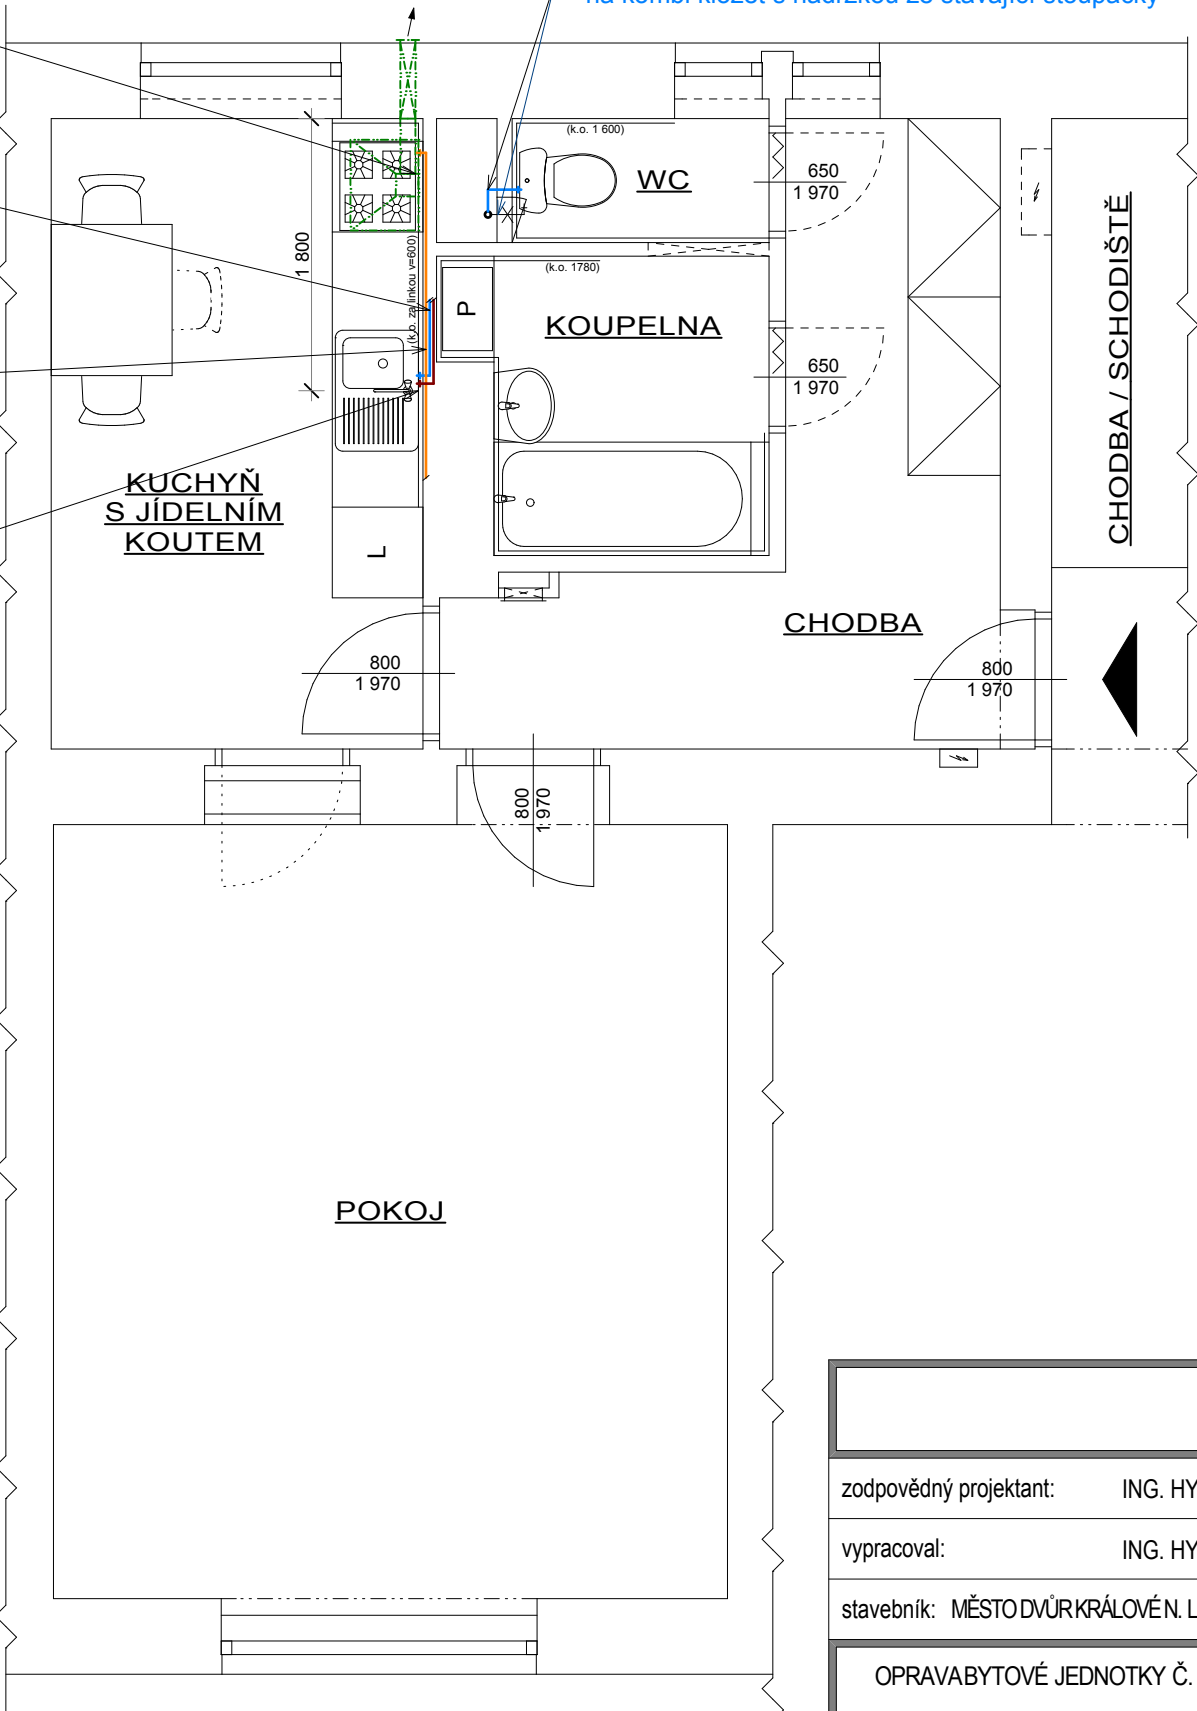 na kombi klozet s nádržkou ze stávající stoupačky
(k.o. 1 600)
WC
650
1 970
1 800
(k.o. za linkou v=600)
(k.o. 1780)
P
KOUPELNA
650
1 970
CHODBA / SCHODIŠTĚ
KUCHYŇ
S JÍDELNÍM
KOUTEM
L
CHODBA
800
1 970
800
1 970
800
1 970
POKOJ
zodpovědný projektant: ING. HY
vypracoval: ING. HY
stavebník: MĚSTO DVŮR KRÁLOVÉ N. L
OPRAVA BYTOVÉ JEDNOTKY Č.